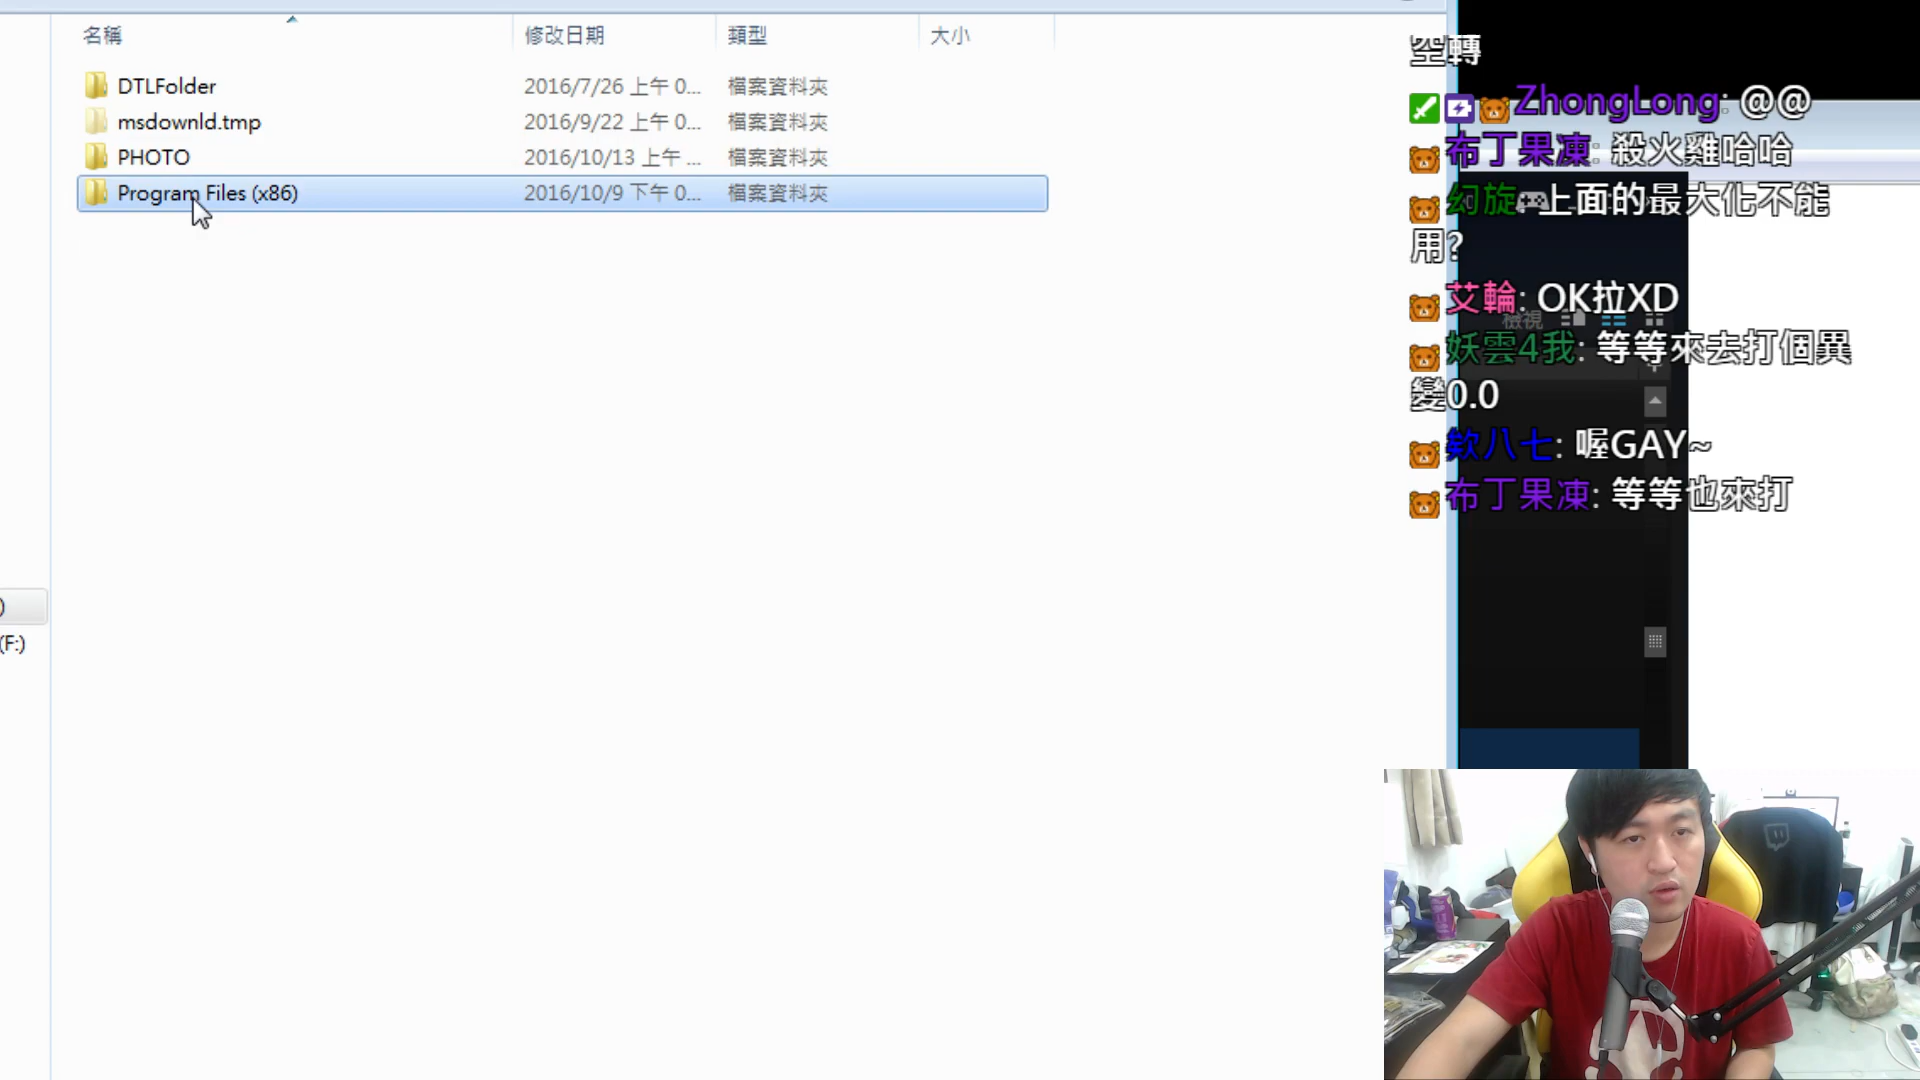 名稱 修改日期 類型 大小
DTLFolder 2016/7/26 上午 0... 檔案資料夾
msdownld.tmp 2016/9/22 上午 0... 檔案資料夾
PHOTO 2016/10/13 上午 ... 檔案資料夾
Program Files (x86) 2016/10/9 下午 0... 檔案資料夾
)
(F:)
空轉
ZhongLong: @@
布丁果凍: 殺火雞哈哈
幻旋: 上面的最大化不能
用?
艾輪: OK拉XD
檢視
妖雲4我: 等等來去打個異
變0.0
欸八七: 喔GAY~
布丁果凍: 等等也來打